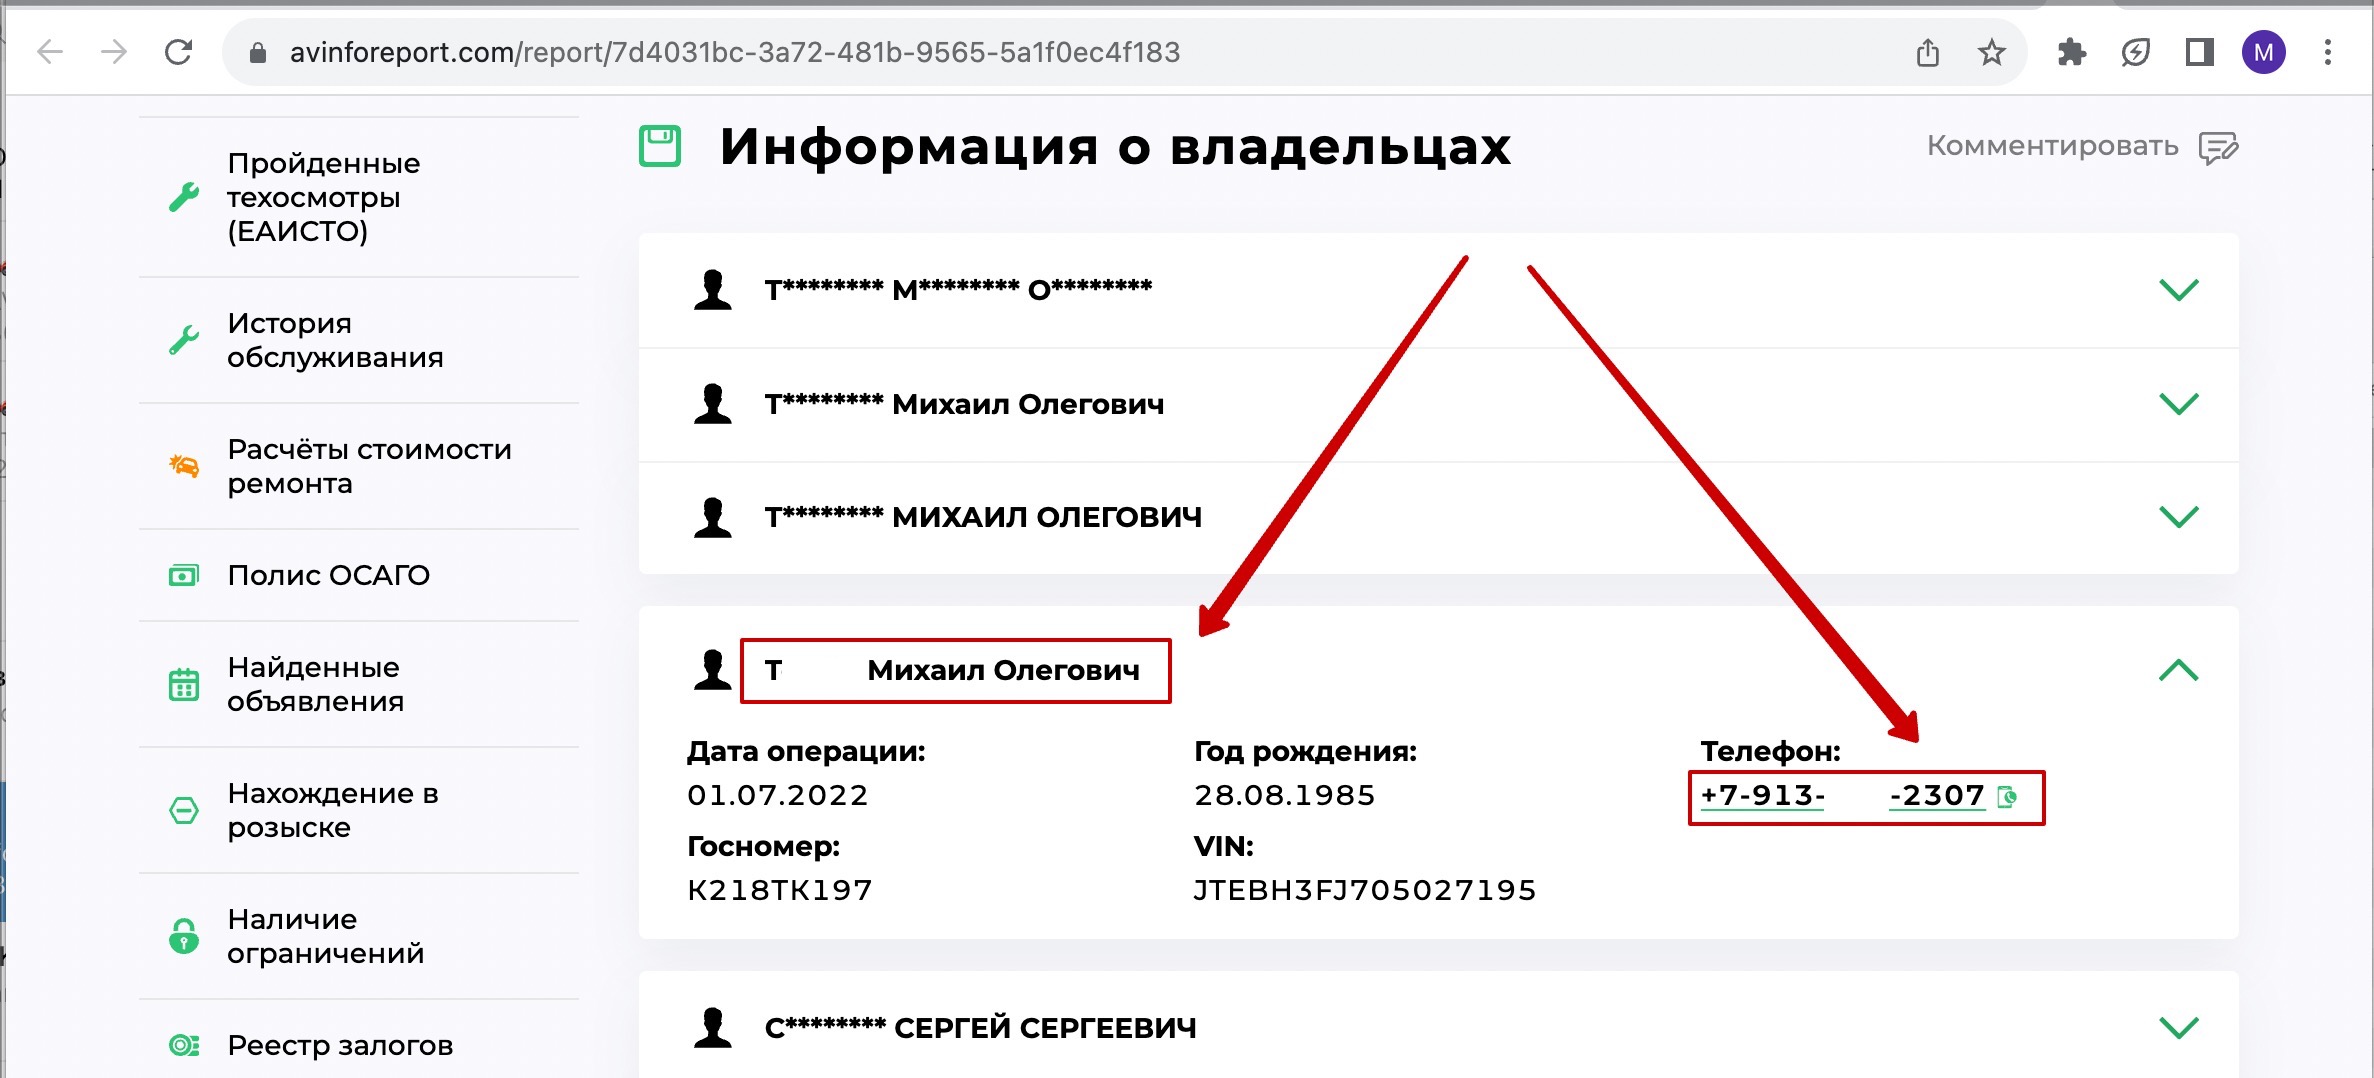 avinforeport.com/report/7d4031bc-3a72-481b-9565-5a1f0ec4f183
M
Пройденные
техосмотры
(ЕАИСТО)
История
обслуживания
Расчёты стоимости
ремонта
Полис ОСАГО
Найденные
объявления
Нахождение в
розыске
Наличие
ограничений
Реестр залогов
Информация о владельцах
Комментировать
Т******** М******** О********
Т******** Михаил Олегович
Т******** МИХАИЛ ОЛЕГОВИЧ
Т Михаил Олегович
Дата операции:
01.07.2022
Год рождения:
28.08.1985
Телефон:
+7-913- -2307
Госномер:
К218ТК197
VIN:
JTEBH3FJ705027195
С******** СЕРГЕЙ СЕРГЕЕВИЧ